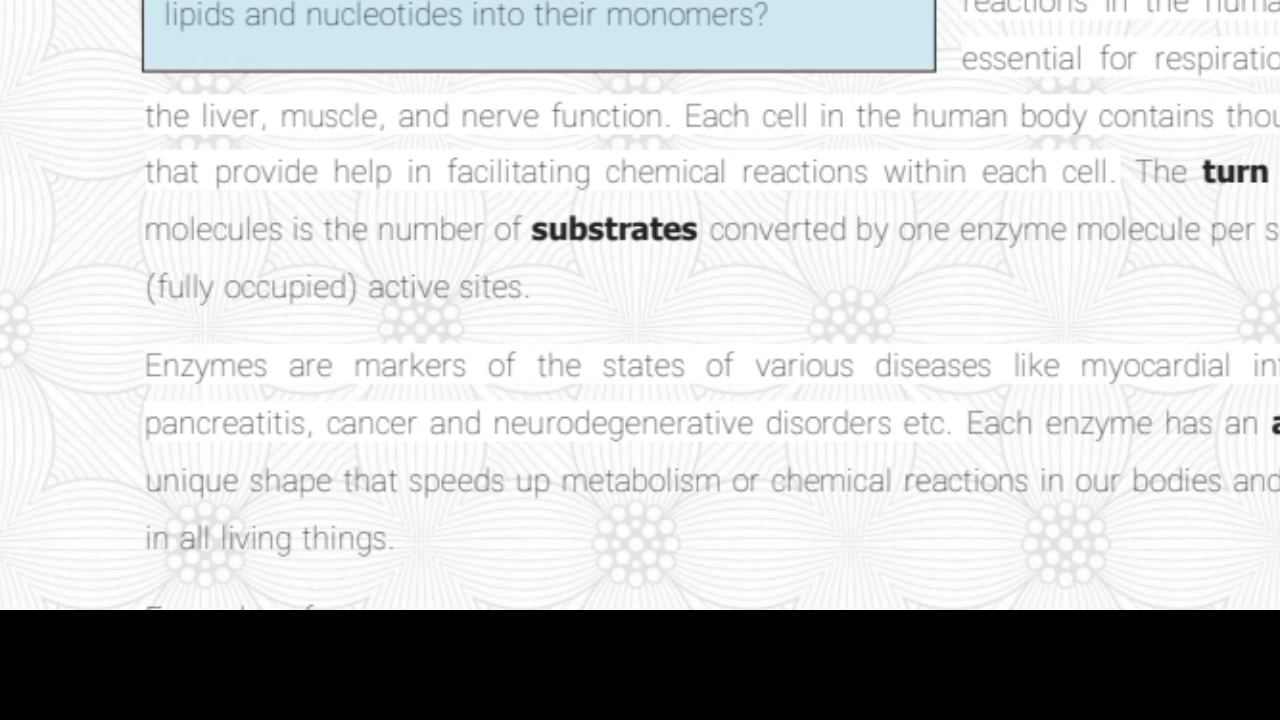 lipids and nucleotides into their monomers?
reactions in the
essential for
the liver, muscle, and nerve function. Each cell in the human body contains
that provide help in facilitating chemical reactions within each cell. The turn
molecules is the number of substrates converted by one enzyme molecule per
(fully occupied) active sites.
Enzymes are markers of the states of various diseases like myocardial
pancreatitis, cancer and neurodegenerative disorders etc. Each enzyme has an
unique shape that speeds up metabolism or chemical reactions in our bodies and
in all living things.